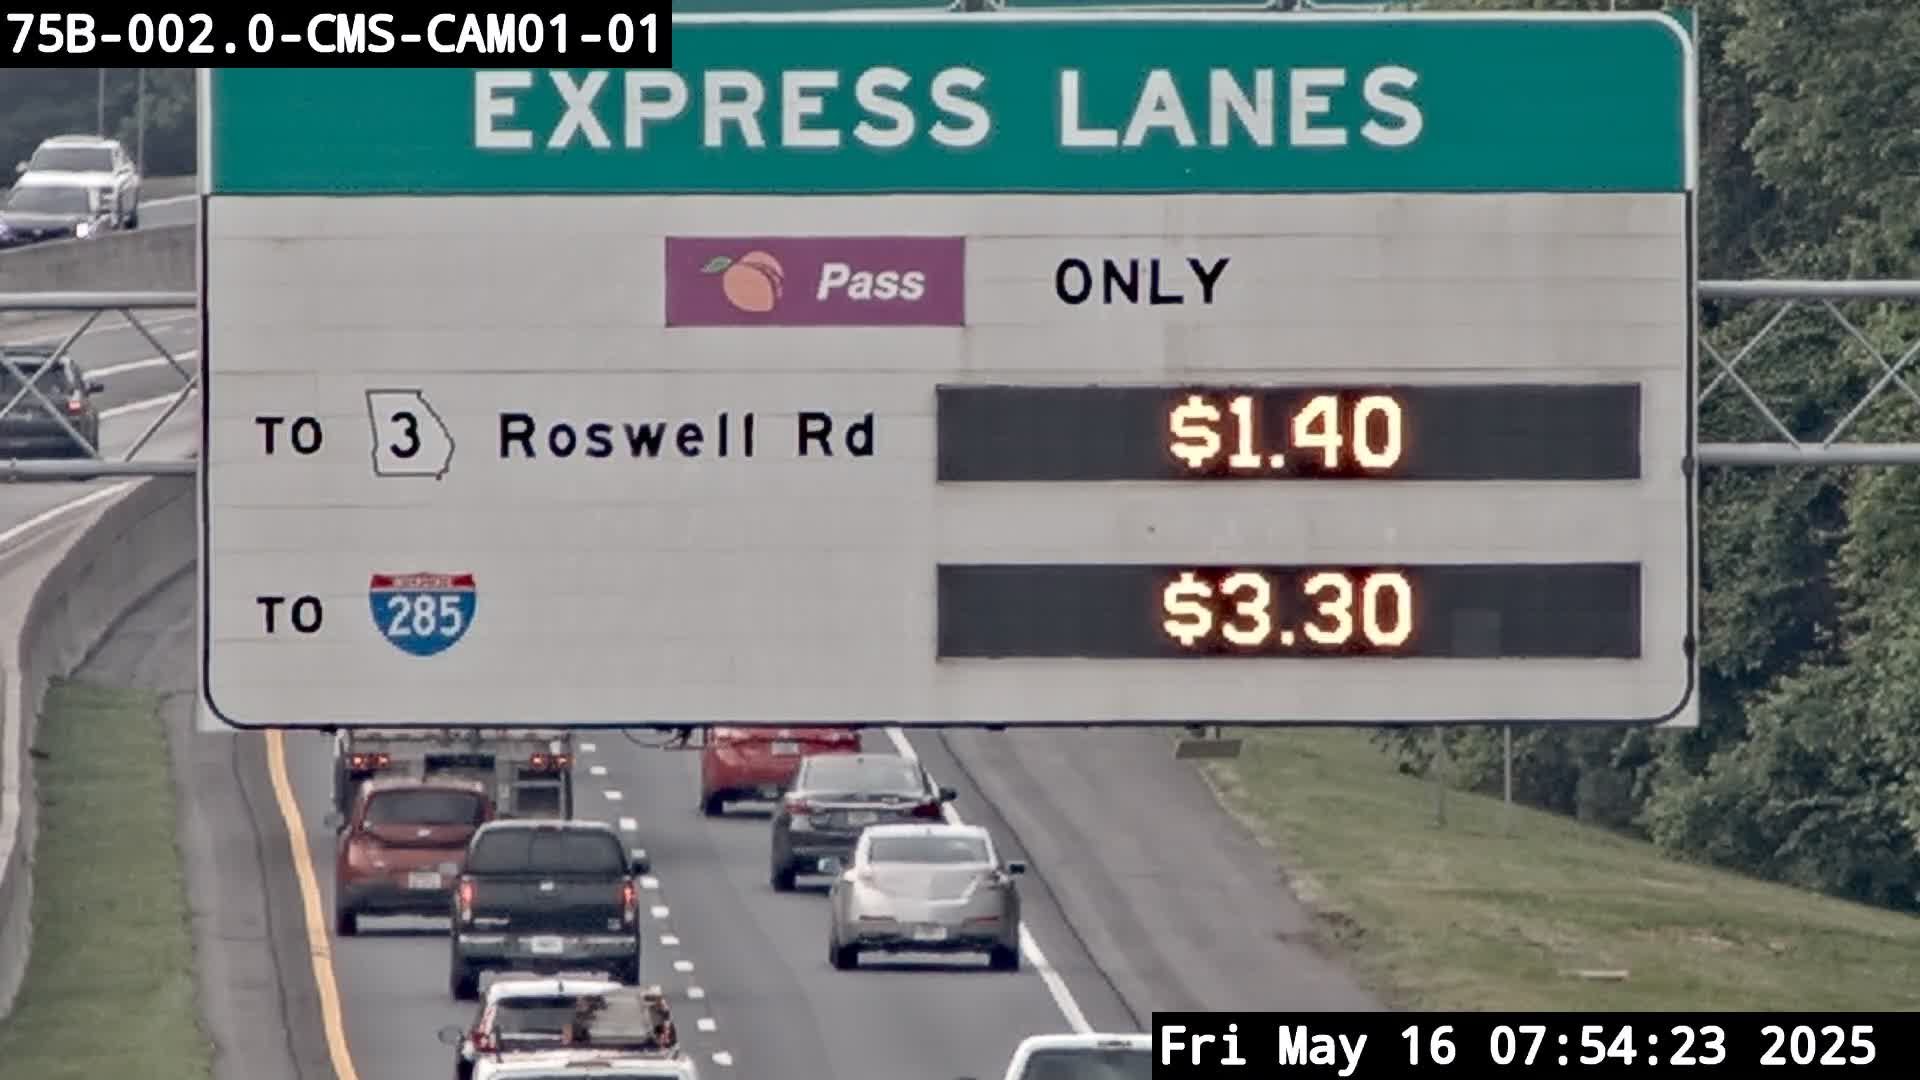 75B-002.0-CMS-CAM01-01
EXPRESS LANES
Pass ONLY
TO 3 Roswell Rd $1.40
TO 285 $3.30
Fri May 16 07:54:23 2025